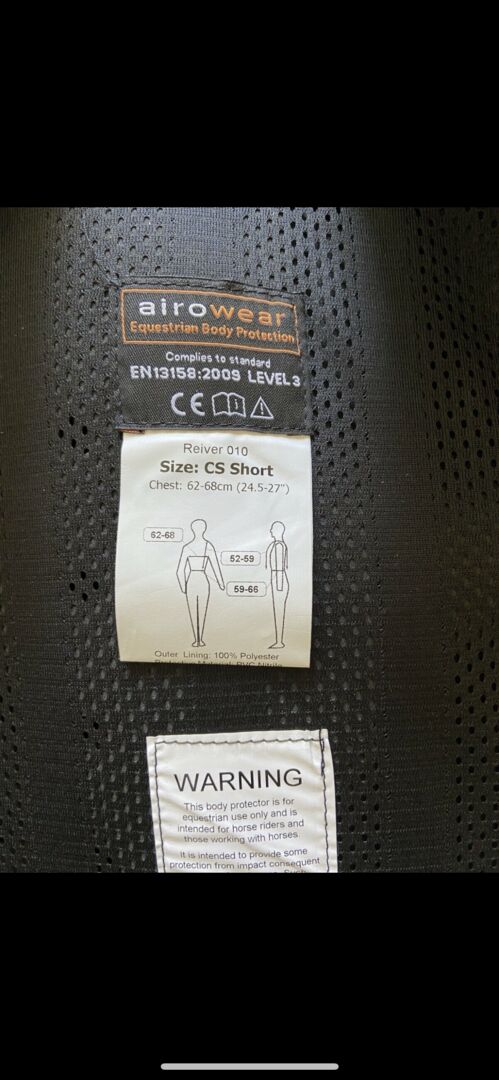 airowear
Equestrian Body Protection
Complies to standard
EN13158:2009 LEVEL 3
CE
Reiver 010
Size: CS Short
Chest: 62-68cm (24.5-27")
62-68
52-59
59-66
Outer Lining: 100% Polyester
Material: PVC Nitrile
WARNING
This body protector is for
equestrian use only and is
intended for horse riders and
those working with horses.
It is intended to provide some
protection from impact consequent